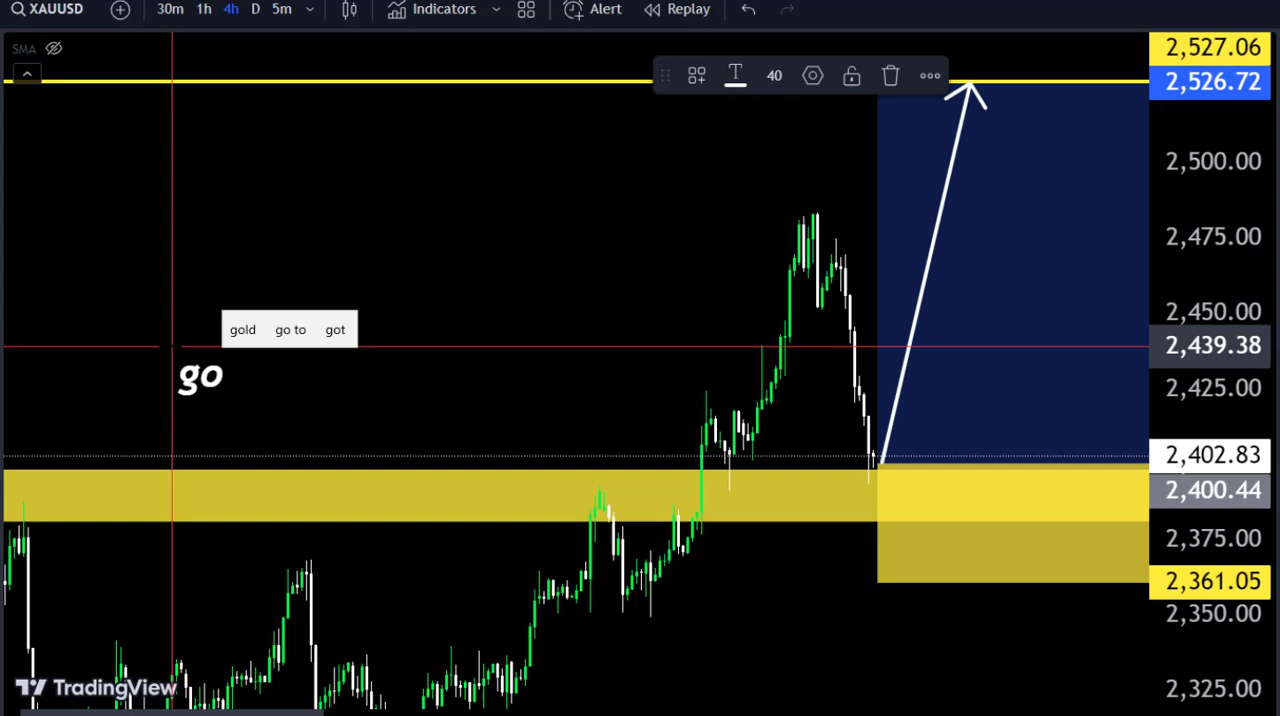 XAUUSD 30m 1h 4h D 5m Indicators Alert Replay
SMA
40
2,527.06
2,526.72
2,500.00
2,475.00
2,450.00
2,439.38
2,425.00
2,402.83
2,400.44
2,375.00
2,361.05
2,350.00
2,325.00
gold go to got
go
TradingView